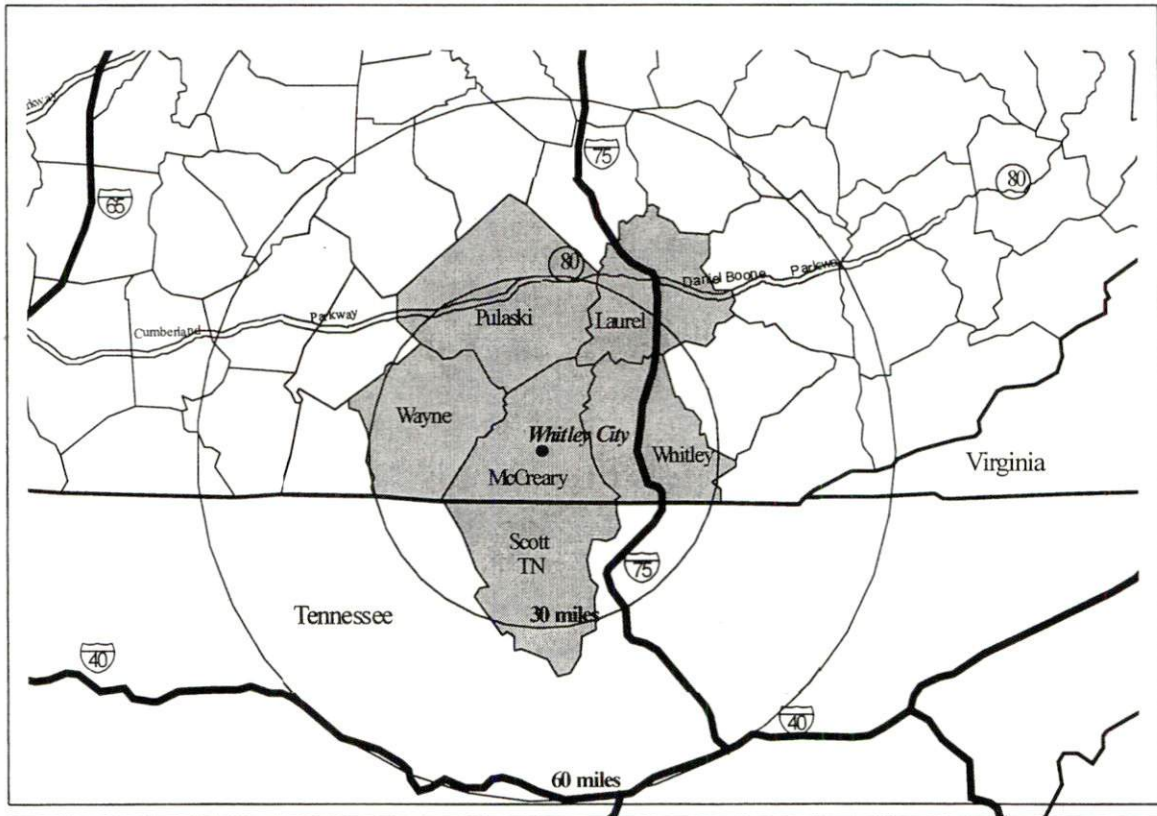 rkway
75
65
80
80
Daniel Boone Parkway
Cumberland
Parkway
Pulaski
Laurel
Wayne
Whitley City
Whitley
Virginia
McCreary
Scott
TN
75
Tennessee
30 miles
40
40
60 miles